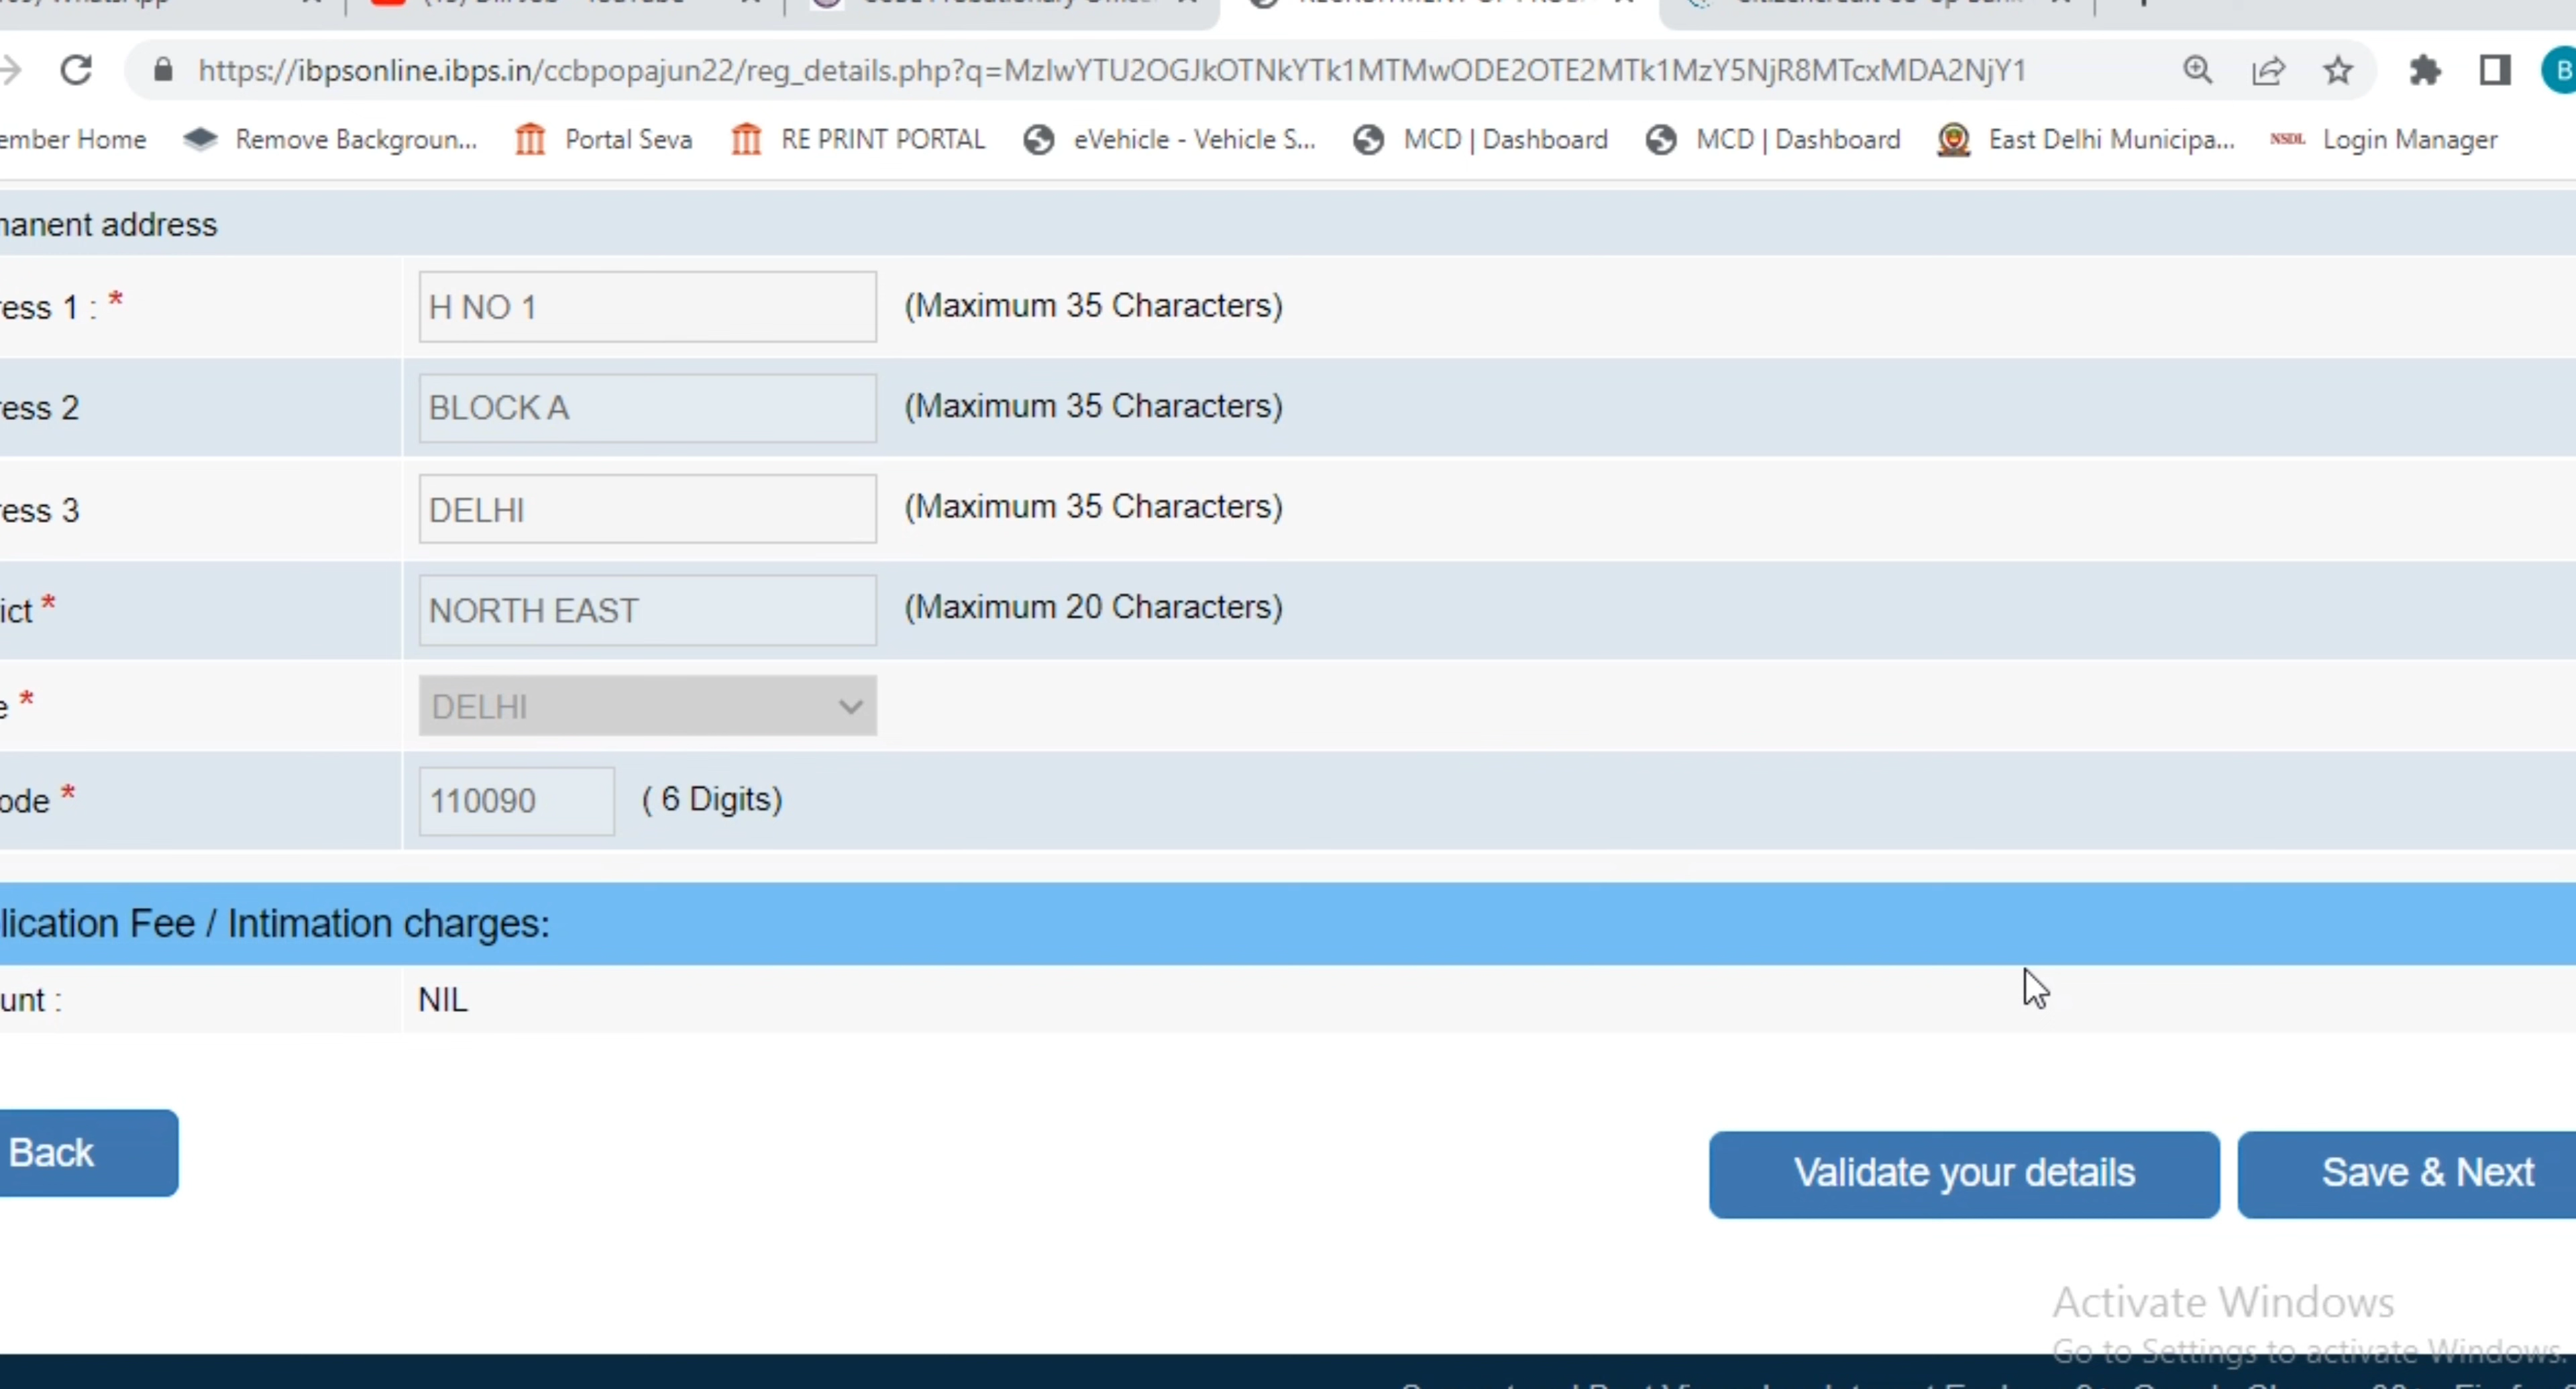 https://ibpsonline.ibps.in/ccbpopajun22/reg_details.php?q=MzIwYTU2OGJkOTNkYTk1MTMwODE2OTE2MTk1MzY5NjR8MTcxMDA2NjY1
B
ember Home Remove Backgroun... Portal Seva RE PRINT PORTAL eVehicle - Vehicle S... MCD | Dashboard MCD | Dashboard East Delhi Municipa... NSDL Login Manager
manent address
ress 1 : * H NO 1 (Maximum 35 Characters)
ress 2 BLOCK A (Maximum 35 Characters)
ress 3 DELHI (Maximum 35 Characters)
ict * NORTH EAST (Maximum 20 Characters)
e * DELHI
ode * 110090 ( 6 Digits)
lication Fee / Intimation charges:
unt : NIL
Back Validate your details Save & Next
Activate Windows
Go to Settings to activate Windows.